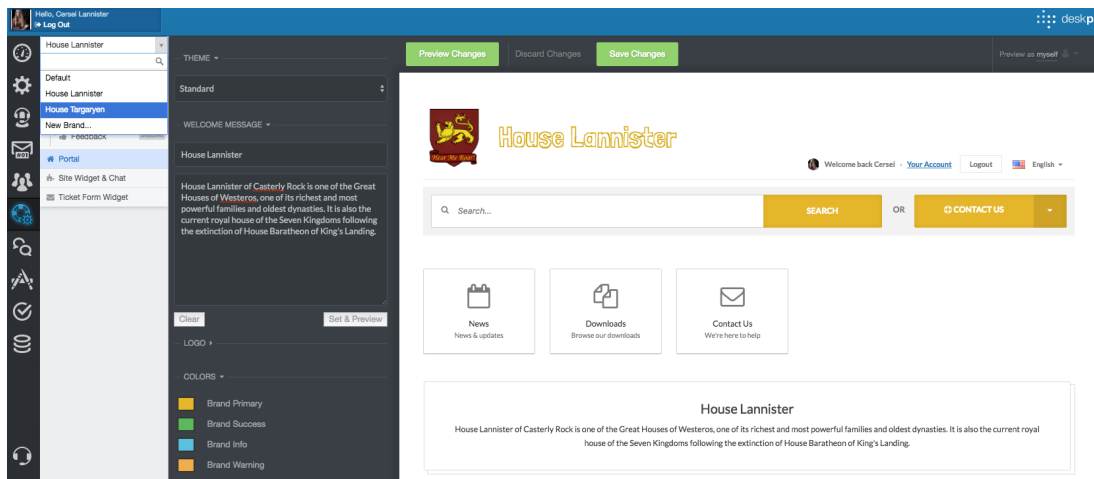 Hello, Cersei Lannister
Log Out
deskp
House Lannister
Default
House Lannister
House Targaryen
New Brand...
Feedback
Portal
Site Widget & Chat
Ticket Form Widget
THEME
Standard
WELCOME MESSAGE
House Lannister
House Lannister of Casterly Rock is one of the Great
Houses of Westeros, one of its richest and most
powerful families and oldest dynasties. It is also the
current royal house of the Seven Kingdoms following
the extinction of House Baratheon of King's Landing.
Clear
Set & Preview
LOGO
COLORS
Brand Primary
Brand Success
Brand Info
Brand Warning
Preview Changes
Discard Changes
Save Changes
Preview as myself
Hear Me Roar!
House Lannister
Welcome back Cersei - Your Account
Logout
English
Search...
SEARCH
OR
CONTACT US
News
News & updates
Downloads
Browse our downloads
Contact Us
We're here to help
House Lannister
House Lannister of Casterly Rock is one of the Great Houses of Westeros, one of its richest and most powerful families and oldest dynasties. It is also the current royal
house of the Seven Kingdoms following the extinction of House Baratheon of King's Landing.